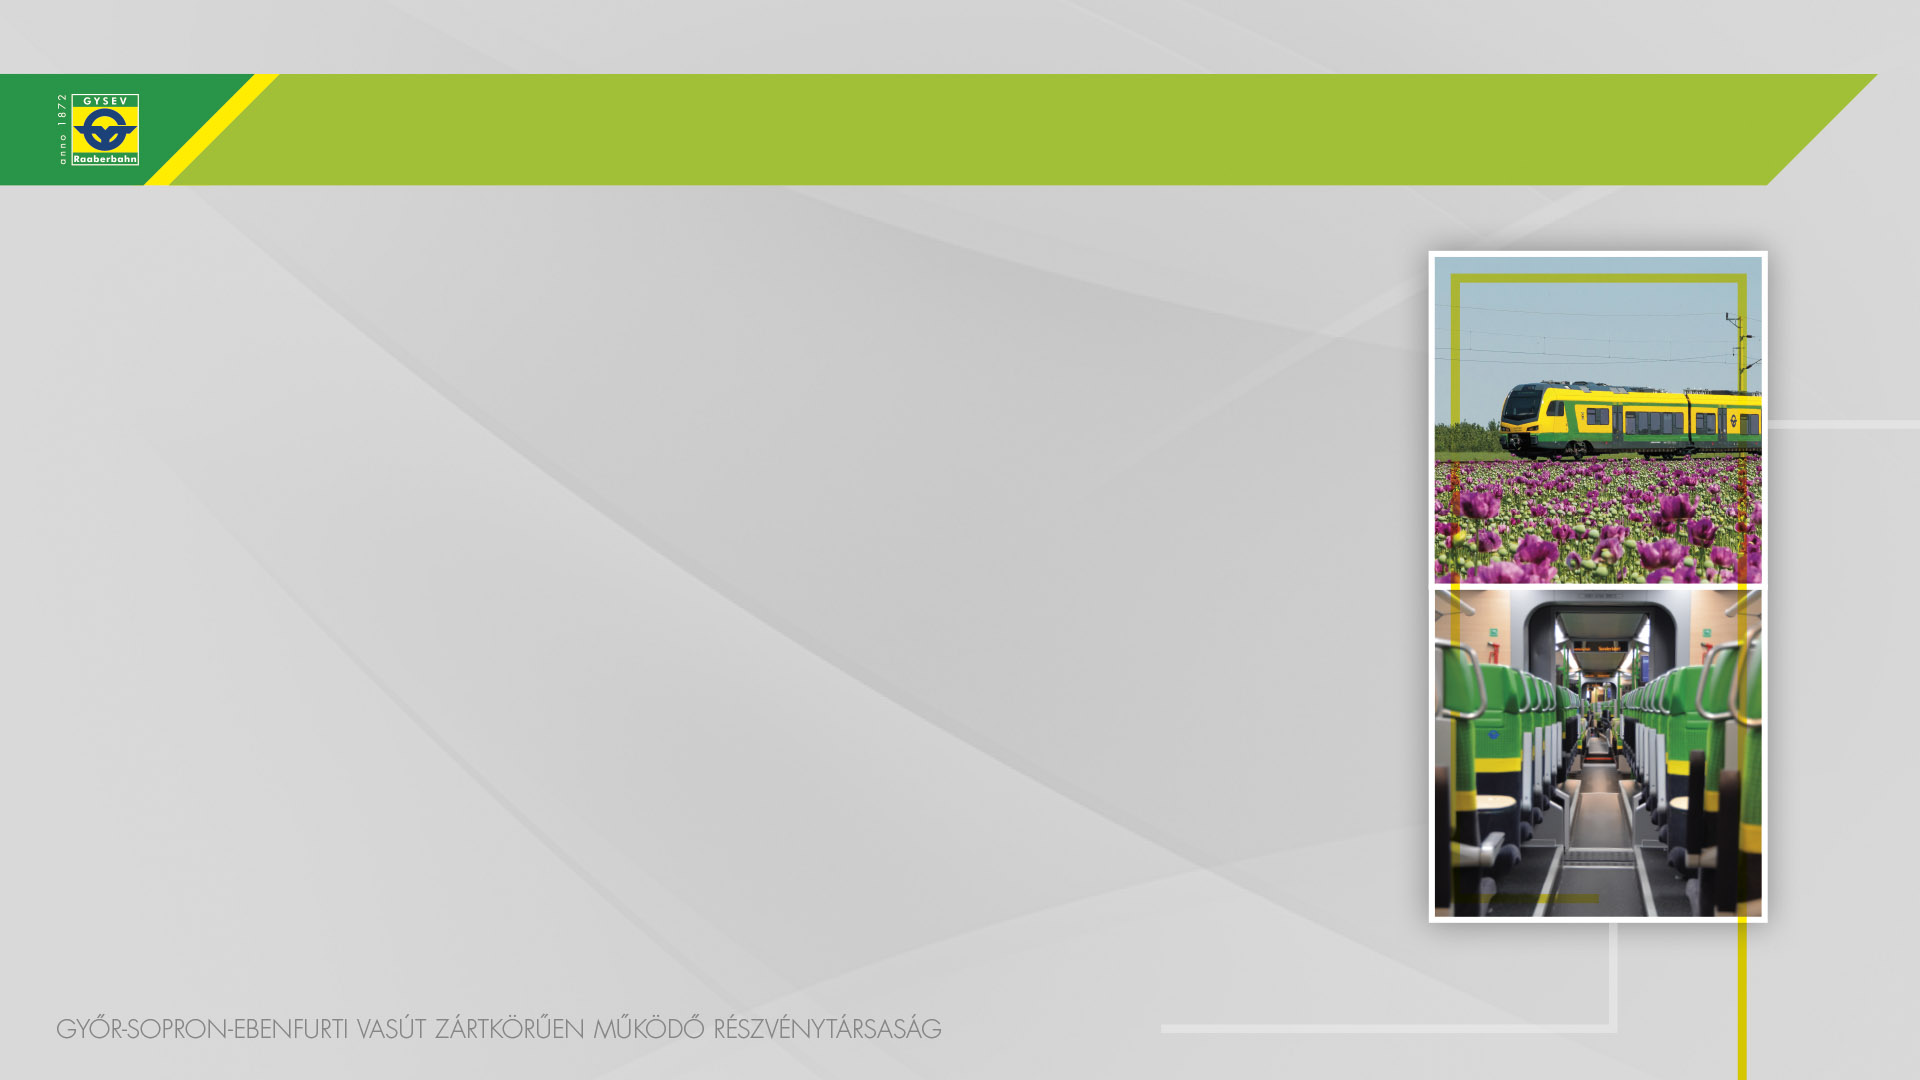 anno 1872
GYSEV
Raaberbahn
GYŐR-SOPRON-EBENFURTI VASÚT ZÁRTKÖRŰEN MŰKÖDŐ RÉSZVÉNYTÁRSASÁG